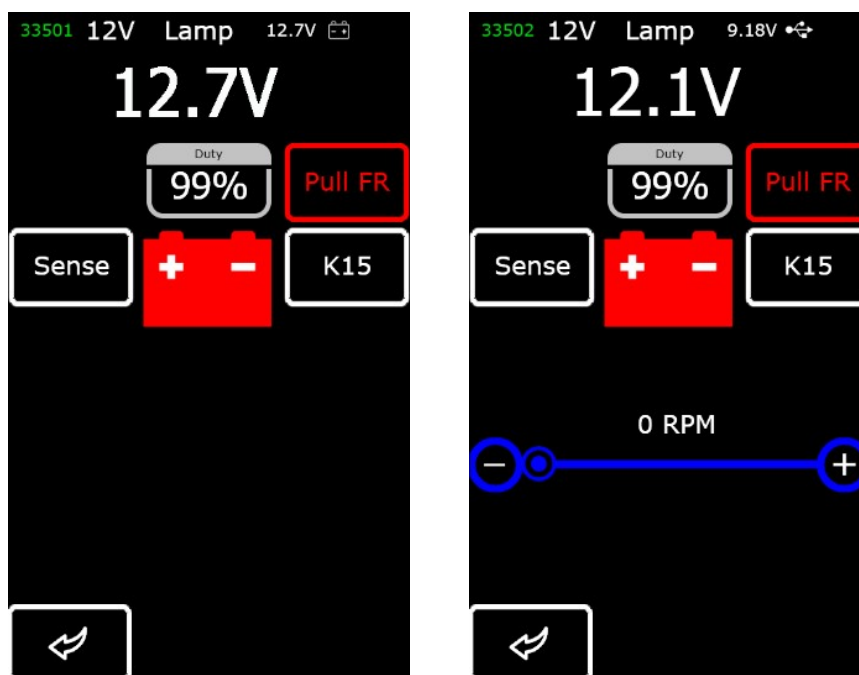 33501 12V Lamp 12.7V
12.7V
Duty
99%
Pull FR
Sense
+ -
K15
33502 12V Lamp 9.18V
12.1V
Duty
99%
Pull FR
Sense
+ -
K15
0 RPM
- +